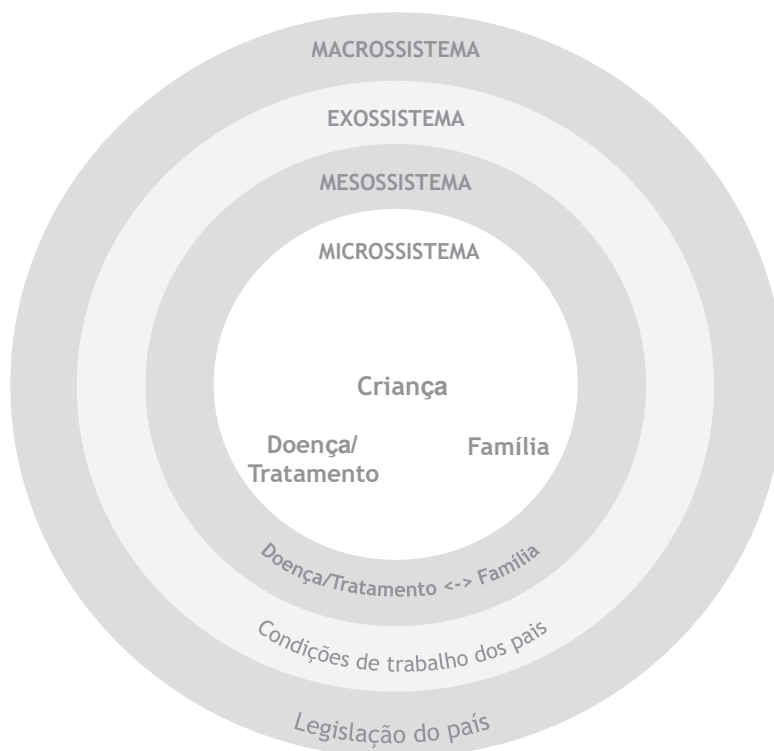 MACROSSISTEMA
EXOSSISTEMA
MESOSSISTEMA
MICROSSISTEMA
Criança
Doença/
Tratamento
Família
Doença/Tratamento <-> Família
Condições de trabalho dos pais
Legislação do país